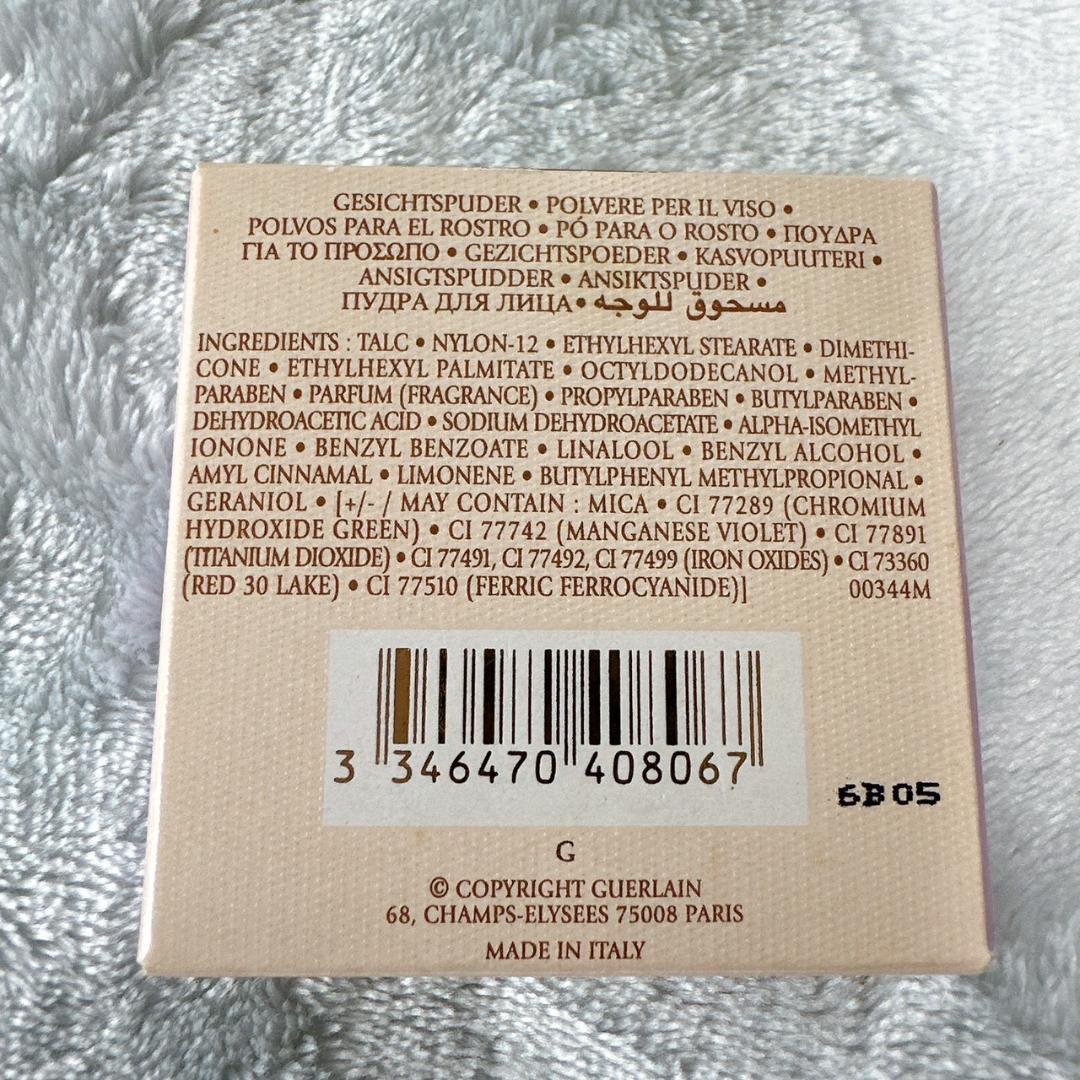 GESICHTSPUDER • POLVERE PER IL VISO •
POLVOS PARA EL ROSTRO • PÓ PARA O ROSTO • ΠΟΥΔΡΑ
ΓΙΑ ΤΟ ΠΡΟΣΩΠΟ • GEZICHTSPOEDER • KASVOPUUTERI •
ANSIGTSPUDDER • ANSIKTSPUDER •
ПУДРА ДЛЯ ЛИЦА • مسحوق للوجه
INGREDIENTS : TALC • NYLON-12 • ETHYLHEXYL STEARATE • DIMETHI-
CONE • ETHYLHEXYL PALMITATE • OCTYLDODECANOL • METHYL-
PARABEN • PARFUM (FRAGRANCE) • PROPYLPARABEN • BUTYLPARABEN •
DEHYDROACETIC ACID • SODIUM DEHYDROACETATE • ALPHA-ISOMETHYL
IONONE • BENZYL BENZOATE • LINALOOL • BENZYL ALCOHOL •
AMYL CINNAMAL • LIMONENE • BUTYLPHENYL METHYLPROPIONAL •
GERANIOL • [+/- / MAY CONTAIN : MICA • CI 77289 (CHROMIUM
HYDROXIDE GREEN) • CI 77742 (MANGANESE VIOLET) • CI 77891
(TITANIUM DIOXIDE) • CI 77491, CI 77492, CI 77499 (IRON OXIDES) • CI 73360
(RED 30 LAKE) • CI 77510 (FERRIC FERROCYANIDE)] 00344M
3 346470 408067
6B05
G
© COPYRIGHT GUERLAIN
68, CHAMPS-ELYSEES 75008 PARIS
MADE IN ITALY